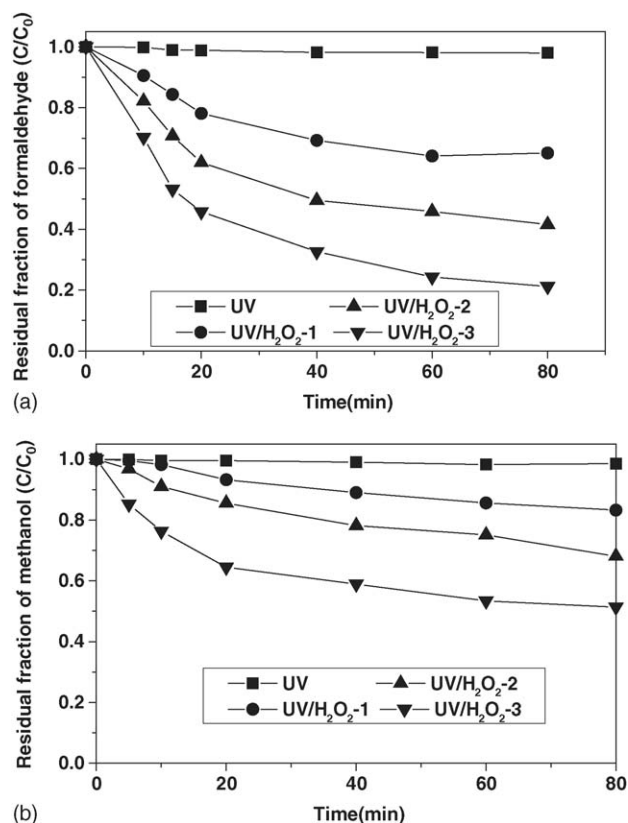 (a)
Residual fraction of formaldehyde (C/C₀)
1.0
0.8
0.6
0.4
0.2
0.0
UV UV/H₂O₂-2
UV/H₂O₂-1 UV/H₂O₂-3
0 20 40 60 80
Time(min)
(b)
Residual fraction of methanol (C/C₀)
1.0
0.8
0.6
0.4
0.2
0.0
UV UV/H₂O₂-2
UV/H₂O₂-1 UV/H₂O₂-3
0 20 40 60 80
Time(min)